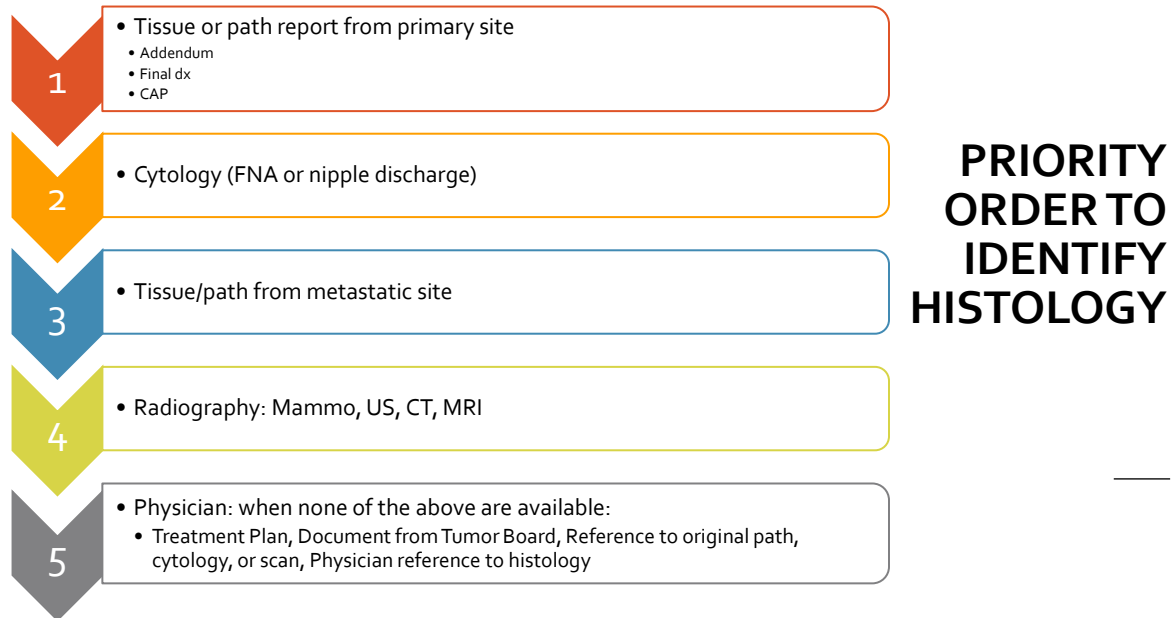 1
• Tissue or path report from primary site
• Addendum
• Final dx
• CAP
2
• Cytology (FNA or nipple discharge)
3
• Tissue/path from metastatic site
4
• Radiography: Mammo, US, CT, MRI
5
• Physician: when none of the above are available:
• Treatment Plan, Document from Tumor Board, Reference to original path,
cytology, or scan, Physician reference to histology
PRIORITY
ORDER TO
IDENTIFY
HISTOLOGY